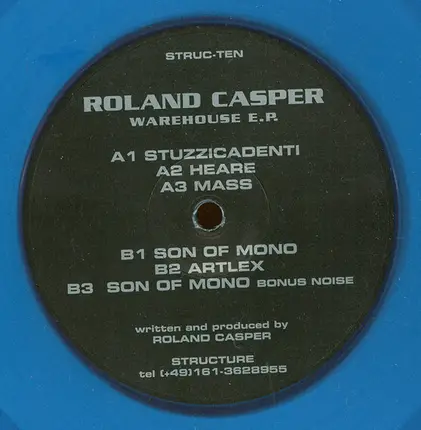 STRUC-TEN
ROLAND CASPER
WAREHOUSE E.P.
A1 STUZZICADENTI
A2 HEARE
A3 MASS
B1 SON OF MONO
B2 ARTLEX
B3 SON OF MONO BONUS NOISE
written and produced by
ROLAND CASPER
STRUCTURE
tel (+49)161-3628955